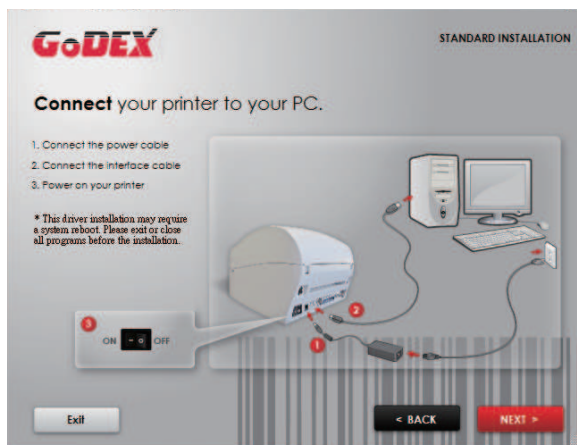 GoDEX
STANDARD INSTALLATION
Connect your printer to your PC.
1. Connect the power cable
2. Connect the interface cable
3. Power on your printer
* This driver installation may require
a system reboot. Please exit or close
all programs before the installation.
3
ON - o OFF
2
1
Exit
< BACK
NEXT >